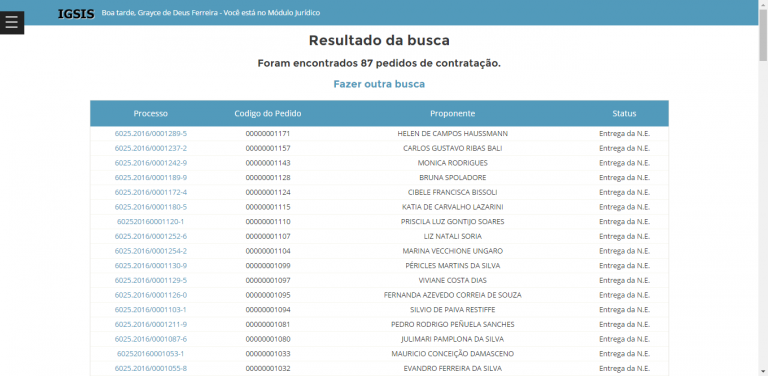 IGSIS Boa tarde, Grayce de Deus Ferreira - Você está no Módulo Jurídico
Resultado da busca
Foram encontrados 87 pedidos de contratação.
Fazer outra busca
Processo Codigo do Pedido Proponente Status
6025.2016/0001289-5 00000001171 HELEN DE CAMPOS HAUSSMANN Entrega da N.E.
6025.2016/0001237-2 00000001157 CARLOS GUSTAVO RIBAS BALI Entrega da N.E.
6025.2016/0001242-9 00000001143 MONICA RODRIGUES Entrega da N.E.
6025.2016/0001189-9 00000001128 BRUNA SPOLADORE Entrega da N.E.
6025.2016/0001172-4 00000001124 CIBELE FRANCISCA BISSOLI Entrega da N.E.
6025.2016/0001180-5 00000001115 KATIA DE CARVALHO LAZARINI Entrega da N.E.
602520160001120-1 00000001110 PRISCILA LUZ GONTIJO SOARES Entrega da N.E.
6025.2016/0001252-6 00000001107 LIZ NATALI SORIA Entrega da N.E.
6025.2016/0001254-2 00000001104 MARINA VECCHIONE UNGARO Entrega da N.E.
6025.2016/0001130-9 00000001099 PÉRICLES MARTINS DA SILVA Entrega da N.E.
6025.2016/0001129-5 00000001097 VIVIANE COSTA DIAS Entrega da N.E.
6025.2016/0001126-0 00000001095 FERNANDA AZEVEDO CORREIA DE SOUZA Entrega da N.E.
6025.2016/0001103-1 00000001094 SILVIO DE PAIVA RESTIFFE Entrega da N.E.
6025.2016/0001211-9 00000001081 PEDRO RODRIGO PEÑUELA SANCHES Entrega da N.E.
6025.2016/0001087-6 00000001080 JULIMARI PAMPLONA DA SILVA Entrega da N.E.
602520160001053-1 00000001033 MAURICIO CONCEIÇÃO DAMASCENO Entrega da N.E.
6025.2016/0001055-8 00000001032 EVANDRO FERREIRA DA SILVA Entrega da N.E.